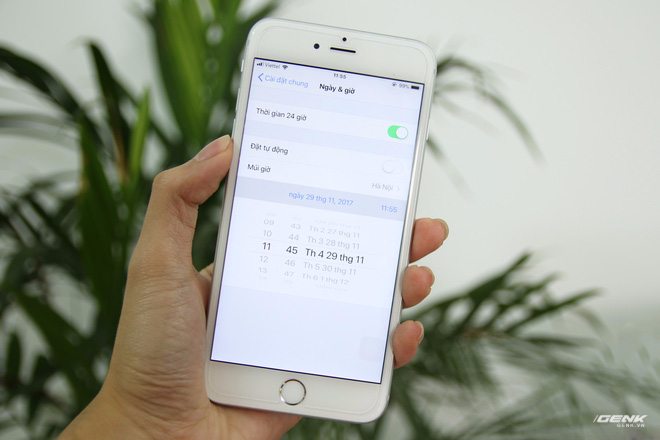 Viettel 11:55 89%
Cài đặt chung Ngày & giờ
Thời gian 24 giờ
Đặt tự động
Múi giờ Hà Nội
ngày 29 thg 11, 2017 11:55
09 43 Th 2 27 thg 11
10 44 Th 3 28 thg 11
11 45 Th 4 29 thg 11
12 46 Th 5 30 thg 11
13 47 Th 6 1 thg 12
GENK
GENK.VN